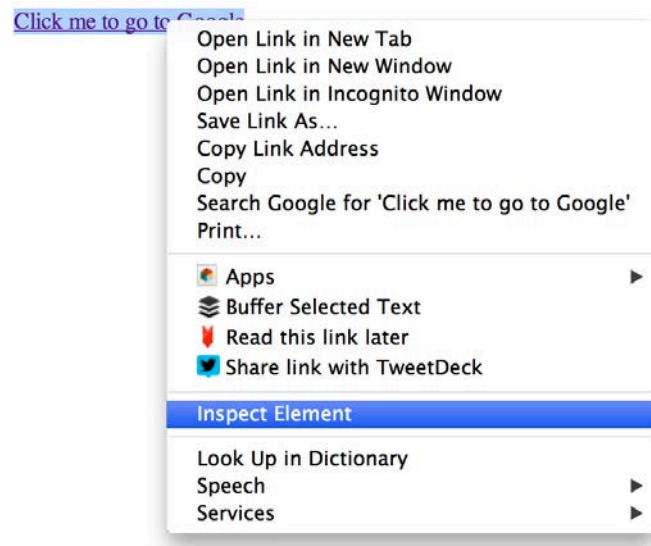 Click me to go to Google
Open Link in New Tab
Open Link in New Window
Open Link in Incognito Window
Save Link As...
Copy Link Address
Copy
Search Google for 'Click me to go to Google'
Print...
Apps
Buffer Selected Text
Read this link later
Share link with TweetDeck
Inspect Element
Look Up in Dictionary
Speech
Services